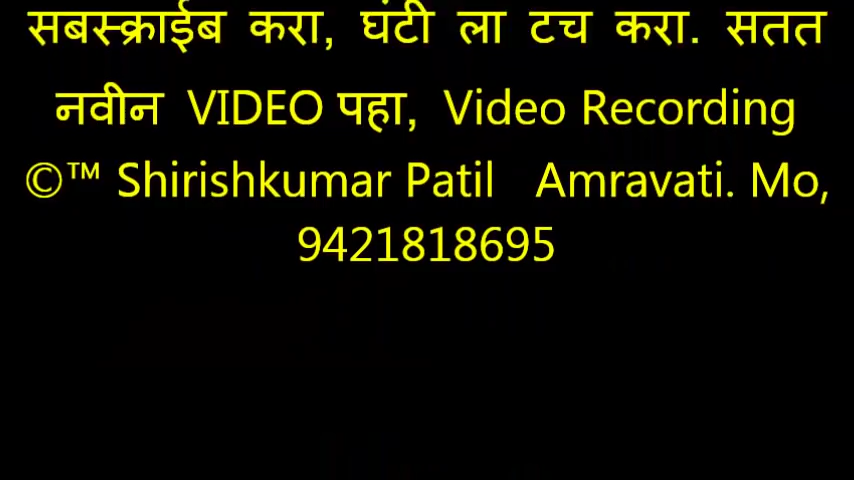 सबस्क्राईब करा, घंटी ला टच करा. सतत
नवीन VIDEO पहा, Video Recording
©™ Shirishkumar Patil Amravati. Mo,
9421818695